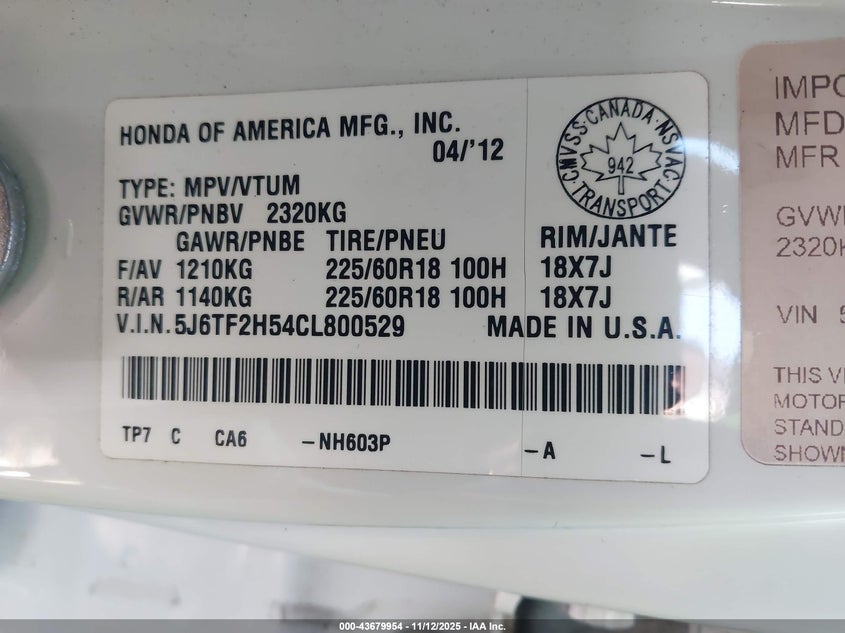 HONDA OF AMERICA MFG., INC.
04/'12
CMVSS·CANADA·NSVAC
942
TRANSPORT
TYPE: MPV/VTUM
GVWR/PNBV 2320KG
GAWR/PNBE TIRE/PNEU RIM/JANTE
F/AV 1210KG 225/60R18 100H 18X7J
R/AR 1140KG 225/60R18 100H 18X7J
V.I.N. 5J6TF2H54CL800529 MADE IN U.S.A.
TP7 C CA6 -NH603P -A -L
IMPO
MFD
MFR
GVW
2320K
VIN 5
THIS V
MOTOR
STAND
SHOWN
000-43679954 - 11/12/2025 - IAA Inc.